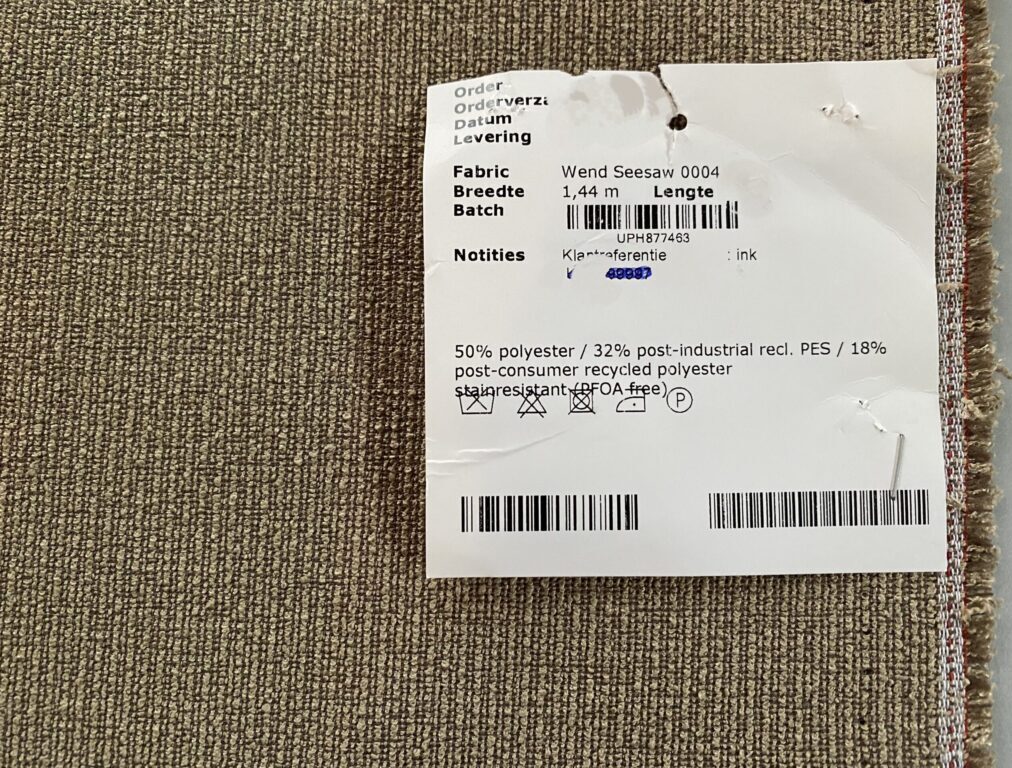 Order
Orderverza
Datum
Levering
Fabric Wend Seesaw 0004
Breedte 1,44 m Lengte
Batch
UPH877463
Notities Klantreferentie : ink
50% polyester / 32% post-industrial recl. PES / 18%
post-consumer recycled polyester
stainresistant (PFOA free)
P